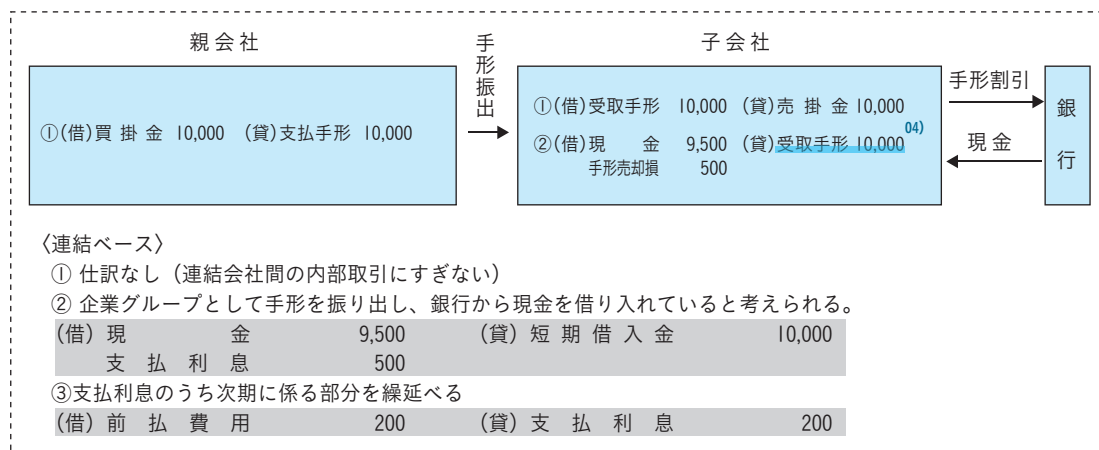 親会社
手形振出
子会社
①(借)買掛金 10,000 (貸)支払手形 10,000
①(借)受取手形 10,000 (貸)売掛金 10,000
②(借)現金 9,500 (貸)受取手形 10,000 04)
手形売却損 500
手形割引
現金
銀行
〈連結ベース〉
① 仕訳なし（連結会社間の内部取引にすぎない）
② 企業グループとして手形を振り出し、銀行から現金を借り入れていると考えられる。
(借) 現金 9,500 (貸) 短期借入金 10,000
支払利息 500
③支払利息のうち次期に係る部分を繰延べる
(借) 前払費用 200 (貸) 支払利息 200